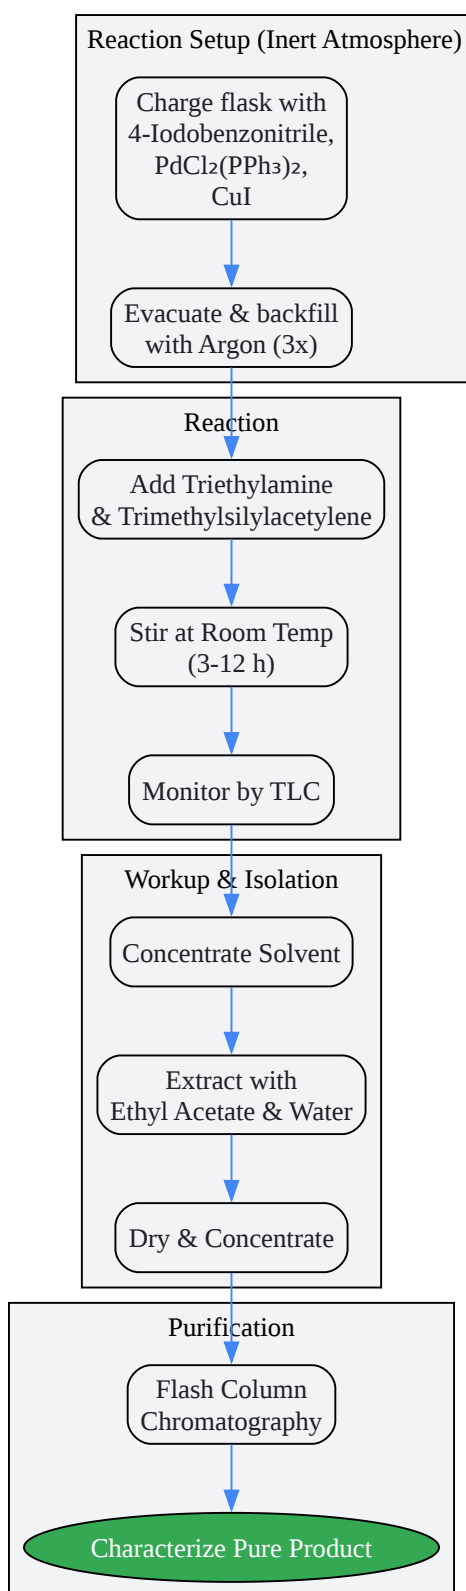 Reaction Setup (Inert Atmosphere)
Charge flask with
4-Iodobenzonitrile,
PdCl₂(PPh₃)₂,
CuI
Evacuate & backfill
with Argon (3x)
Reaction
Add Triethylamine
& Trimethylsilylacetylene
Stir at Room Temp
(3-12 h)
Monitor by TLC
Workup & Isolation
Concentrate Solvent
Extract with
Ethyl Acetate & Water
Dry & Concentrate
Purification
Flash Column
Chromatography
Characterize Pure Product